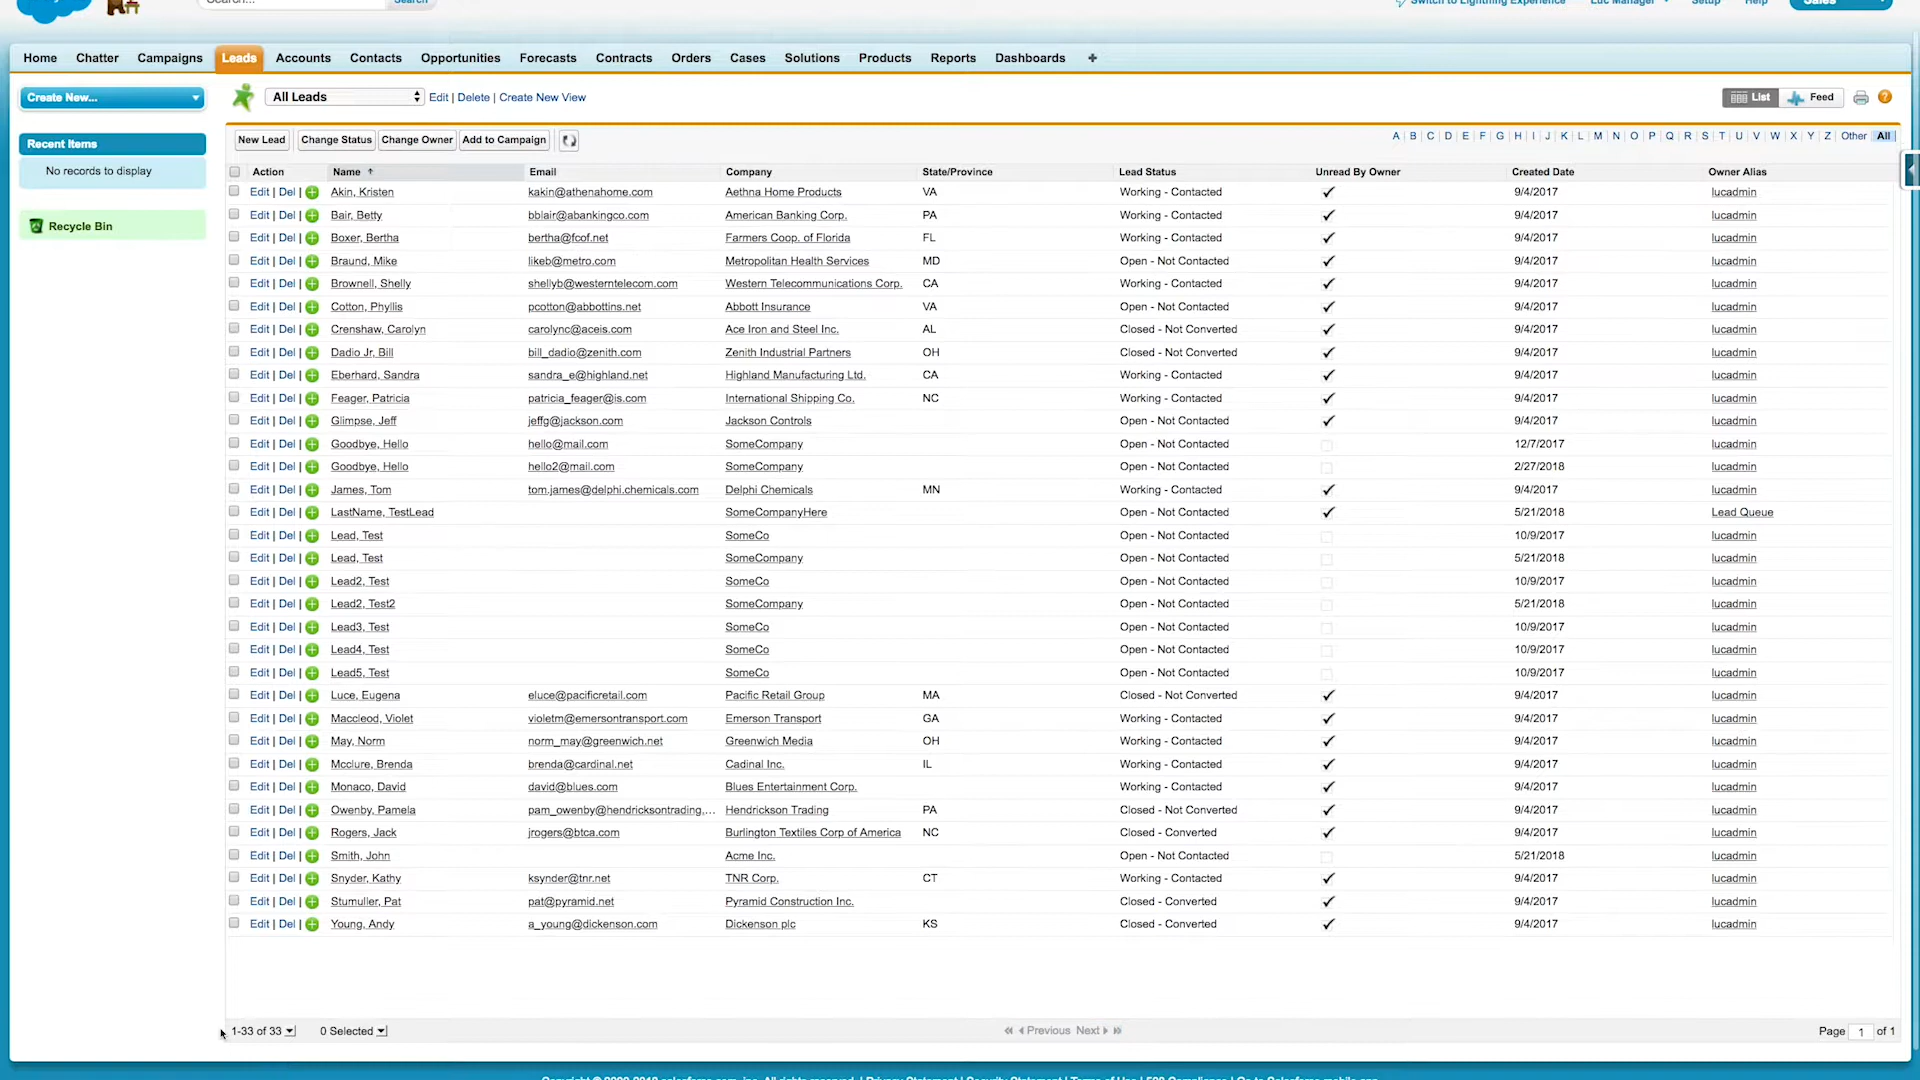 Search... Search Switch to Lightning Experience Luc Manager Setup Help Sales
Home Chatter Campaigns Leads Accounts Contacts Opportunities Forecasts Contracts Orders Cases Solutions Products Reports Dashboards
Create New...
All Leads Edit | Delete | Create New View List Feed
Recent Items
No records to display
Recycle Bin
New Lead Change Status Change Owner Add to Campaign A B C D E F G H I J K L M N O P Q R S T U V W X Y Z Other All
Action Name Email Company State/Province Lead Status Unread By Owner Created Date Owner Alias
Edit | Del | Akin, Kristen kakin@athenahome.com Aethna Home Products VA Working - Contacted 9/4/2017 lucadmin
Edit | Del | Bair, Betty bblair@abankingco.com American Banking Corp. PA Working - Contacted 9/4/2017 lucadmin
Edit | Del | Boxer, Bertha bertha@fcof.net Farmers Coop. of Florida FL Working - Contacted 9/4/2017 lucadmin
Edit | Del | Braund, Mike likeb@metro.com Metropolitan Health Services MD Open - Not Contacted 9/4/2017 lucadmin
Edit | Del | Brownell, Shelly shellyb@westerntelecom.com Western Telecommunications Corp. CA Working - Contacted 9/4/2017 lucadmin
Edit | Del | Cotton, Phyllis pcotton@abbottins.net Abbott Insurance VA Open - Not Contacted 9/4/2017 lucadmin
Edit | Del | Crenshaw, Carolyn carolync@aceis.com Ace Iron and Steel Inc. AL Closed - Not Converted 9/4/2017 lucadmin
Edit | Del | Dadio Jr, Bill bill_dadio@zenith.com Zenith Industrial Partners OH Closed - Not Converted 9/4/2017 lucadmin
Edit | Del | Eberhard, Sandra sandra_e@highland.net Highland Manufacturing Ltd. CA Working - Contacted 9/4/2017 lucadmin
Edit | Del | Feager, Patricia patricia_feager@is.com International Shipping Co. NC Working - Contacted 9/4/2017 lucadmin
Edit | Del | Glimpse, Jeff jeffg@jackson.com Jackson Controls Open - Not Contacted 9/4/2017 lucadmin
Edit | Del | Goodbye, Hello hello@mail.com SomeCompany Open - Not Contacted 12/7/2017 lucadmin
Edit | Del | Goodbye, Hello hello2@mail.com SomeCompany Open - Not Contacted 2/27/2018 lucadmin
Edit | Del | James, Tom tom.james@delphi.chemicals.com Delphi Chemicals MN Working - Contacted 9/4/2017 lucadmin
Edit | Del | LastName, TestLead SomeCompanyHere Open - Not Contacted 5/21/2018 Lead Queue
Edit | Del | Lead, Test SomeCo Open - Not Contacted 10/9/2017 lucadmin
Edit | Del | Lead, Test SomeCompany Open - Not Contacted 5/21/2018 lucadmin
Edit | Del | Lead2, Test SomeCo Open - Not Contacted 10/9/2017 lucadmin
Edit | Del | Lead2, Test2 SomeCompany Open - Not Contacted 5/21/2018 lucadmin
Edit | Del | Lead3, Test SomeCo Open - Not Contacted 10/9/2017 lucadmin
Edit | Del | Lead4, Test SomeCo Open - Not Contacted 10/9/2017 lucadmin
Edit | Del | Lead5, Test SomeCo Open - Not Contacted 10/9/2017 lucadmin
Edit | Del | Luce, Eugena eluce@pacificretail.com Pacific Retail Group MA Closed - Not Converted 9/4/2017 lucadmin
Edit | Del | Maccleod, Violet violetm@emersontransport.com Emerson Transport GA Working - Contacted 9/4/2017 lucadmin
Edit | Del | May, Norm norm_may@greenwich.net Greenwich Media OH Working - Contacted 9/4/2017 lucadmin
Edit | Del | Mcclure, Brenda brenda@cardinal.net Cadinal Inc. IL Working - Contacted 9/4/2017 lucadmin
Edit | Del | Monaco, David david@blues.com Blues Entertainment Corp. Working - Contacted 9/4/2017 lucadmin
Edit | Del | Owenby, Pamela pam_owenby@hendricksontrading,... Hendrickson Trading PA Closed - Not Converted 9/4/2017 lucadmin
Edit | Del | Rogers, Jack jrogers@btca.com Burlington Textiles Corp of America NC Closed - Converted 9/4/2017 lucadmin
Edit | Del | Smith, John Acme Inc. Open - Not Contacted 5/21/2018 lucadmin
Edit | Del | Snyder, Kathy ksynder@tnr.net TNR Corp. CT Working - Contacted 9/4/2017 lucadmin
Edit | Del | Stumuller, Pat pat@pyramid.net Pyramid Construction Inc. Closed - Converted 9/4/2017 lucadmin
Edit | Del | Young, Andy a_young@dickenson.com Dickenson plc KS Closed - Converted 9/4/2017 lucadmin
1-33 of 33 0 Selected Previous Next Page 1 of 1